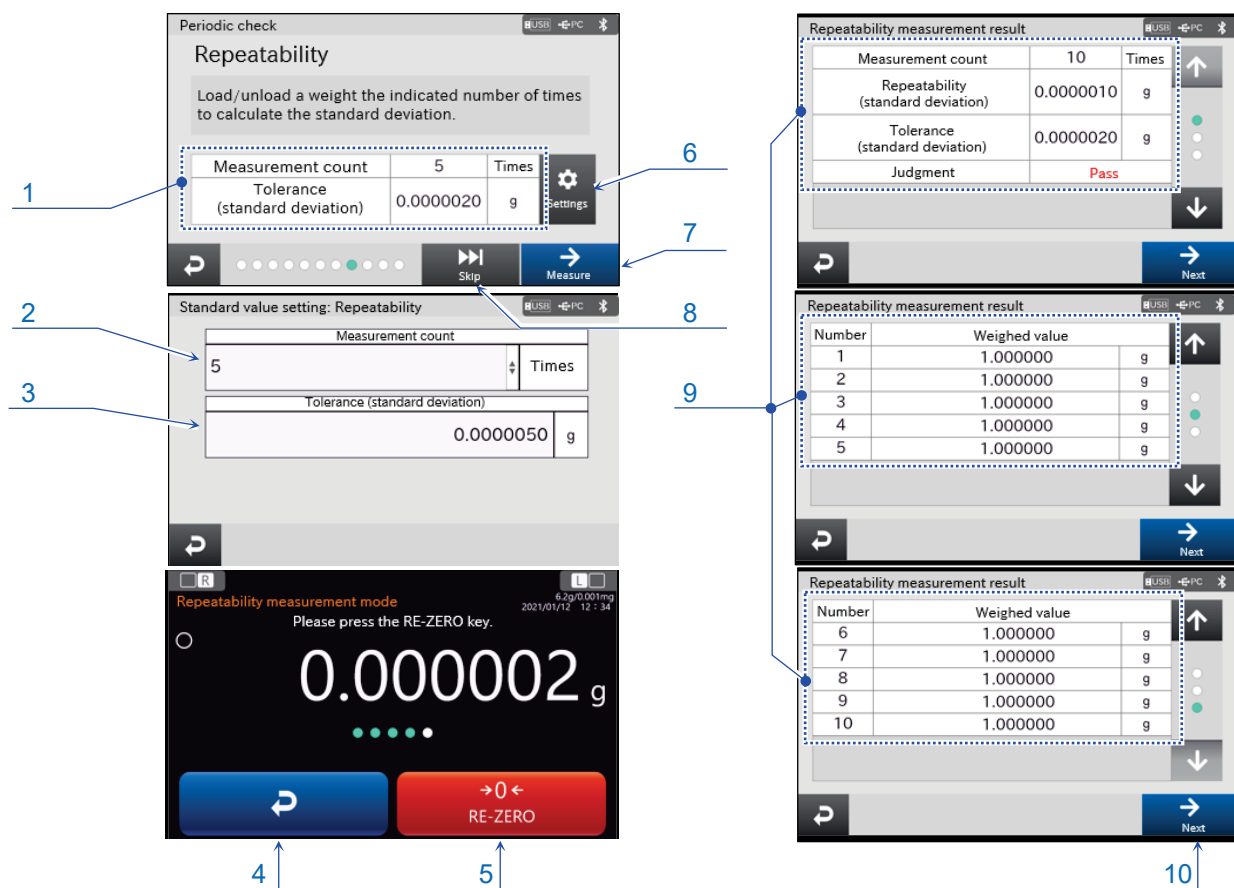 Periodic check
USB PC
Repeatability
Load/unload a weight the indicated number of times
to calculate the standard deviation.
Measurement count 5 Times
Tolerance
(standard deviation) 0.0000020 g
Settings
Skip
Measure
1
6
7
8
Standard value setting: Repeatability
USB PC
Measurement count
5 Times
Tolerance (standard deviation)
0.0000050 g
2
3
R
L
Repeatability measurement mode
6.2g/0.001mg
2021/01/12 12:34
Please press the RE-ZERO key.
0.000002 g
→0←
RE-ZERO
4
5
Repeatability measurement result
USB PC
Measurement count 10 Times
Repeatability
(standard deviation) 0.0000010 g
Tolerance
(standard deviation) 0.0000020 g
Judgment Pass
Next
Repeatability measurement result
USB PC
Number Weighed value
1 1.000000 g
2 1.000000 g
3 1.000000 g
4 1.000000 g
5 1.000000 g
Next
9
Repeatability measurement result
USB PC
Number Weighed value
6 1.000000 g
7 1.000000 g
8 1.000000 g
9 1.000000 g
10 1.000000 g
Next
10